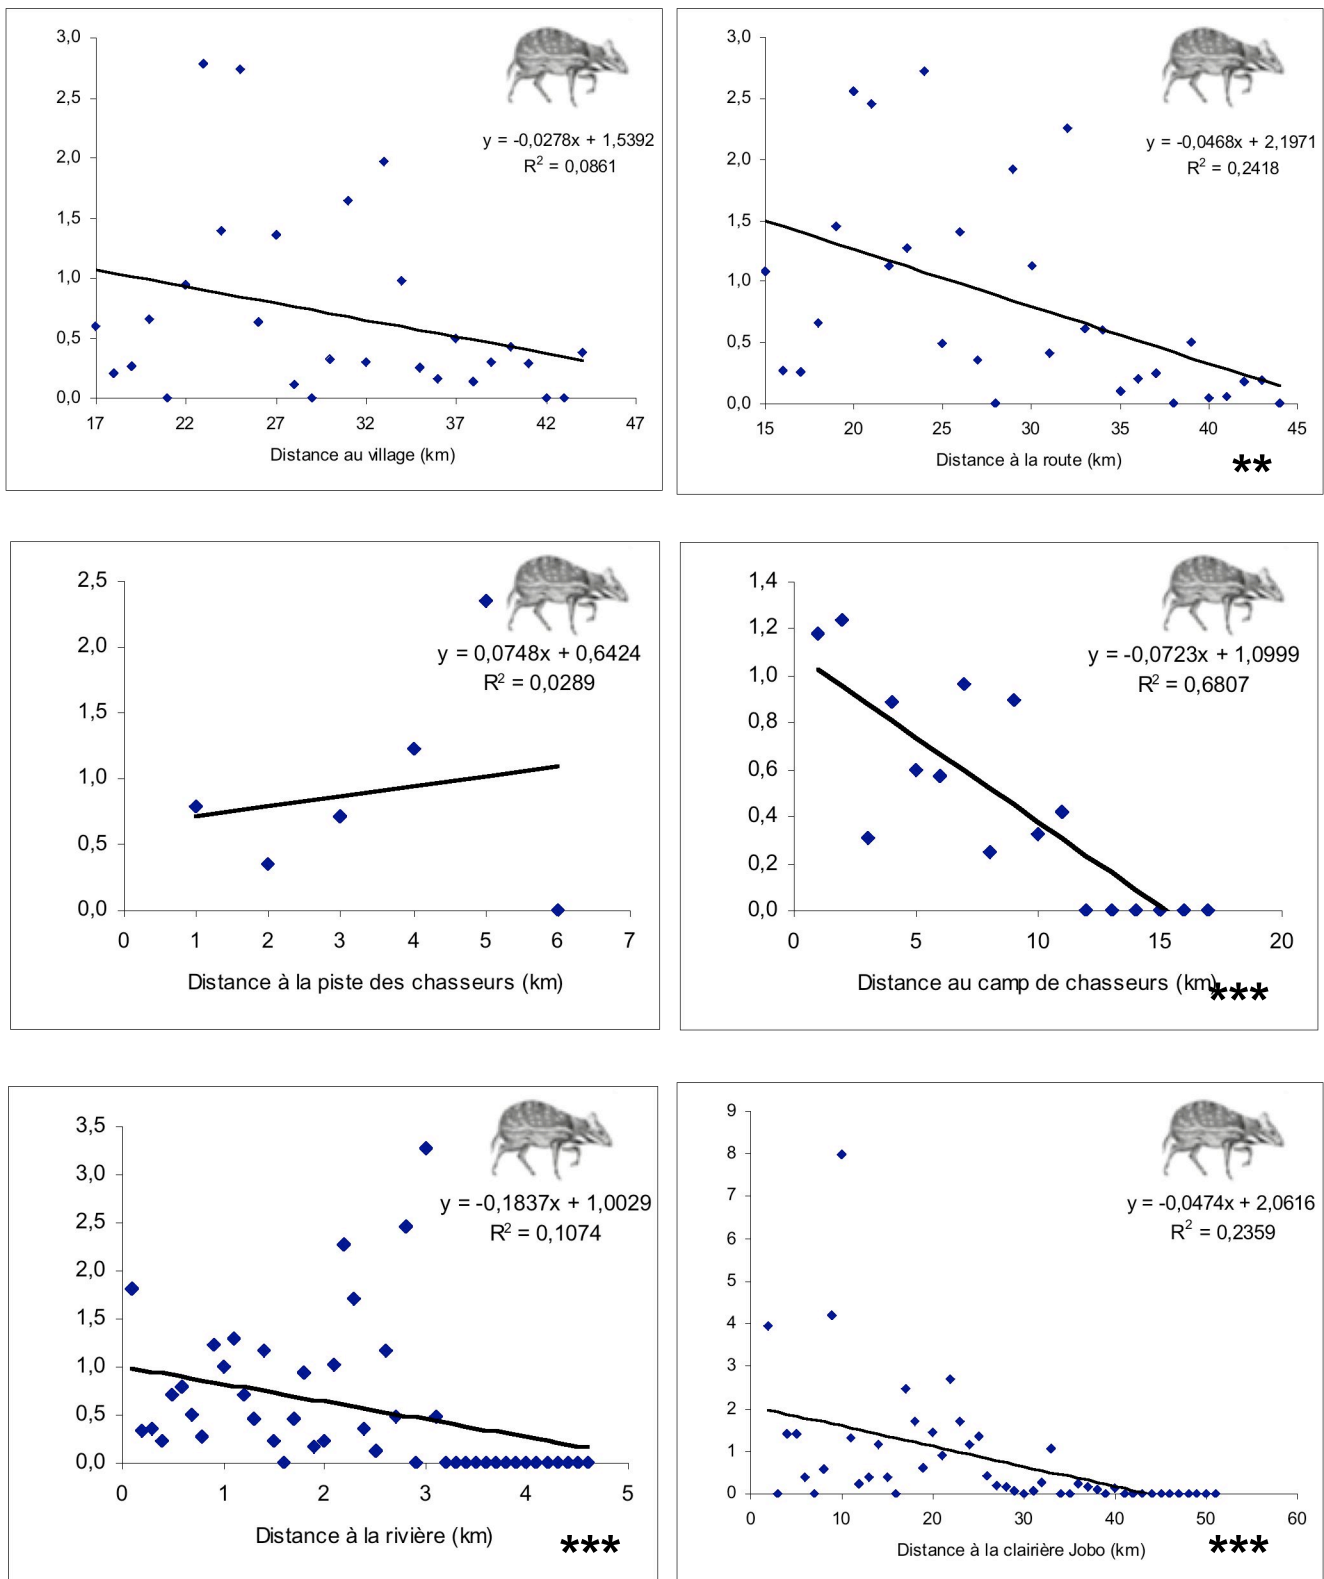 3,0
2,5
2,0
1,5
1,0
0,5
0,0
y = -0,0278x + 1,5392
R² = 0,0861
17 22 27 32 37 42 47
Distance au village (km)
3,0
2,5
2,0
1,5
1,0
0,5
0,0
y = -0,0468x + 2,1971
R² = 0,2418
15 20 25 30 35 40 45
Distance à la route (km)
**
2,5
2,0
1,5
1,0
0,5
0,0
y = 0,0748x + 0,6424
R² = 0,0289
0 1 2 3 4 5 6 7
Distance à la piste des chasseurs (km)
1,4
1,2
1,0
0,8
0,6
0,4
0,2
0,0
y = -0,0723x + 1,0999
R² = 0,6807
0 5 10 15 20
Distance au camp de chasseurs (km)
***
3,5
3,0
2,5
2,0
1,5
1,0
0,5
0,0
y = -0,1837x + 1,0029
R² = 0,1074
0 1 2 3 4 5
Distance à la rivière (km)
***
9
8
7
6
5
4
3
2
1
0
y = -0,0474x + 2,0616
R² = 0,2359
0 10 20 30 40 50 60
Distance à la clairière Jobo (km)
***